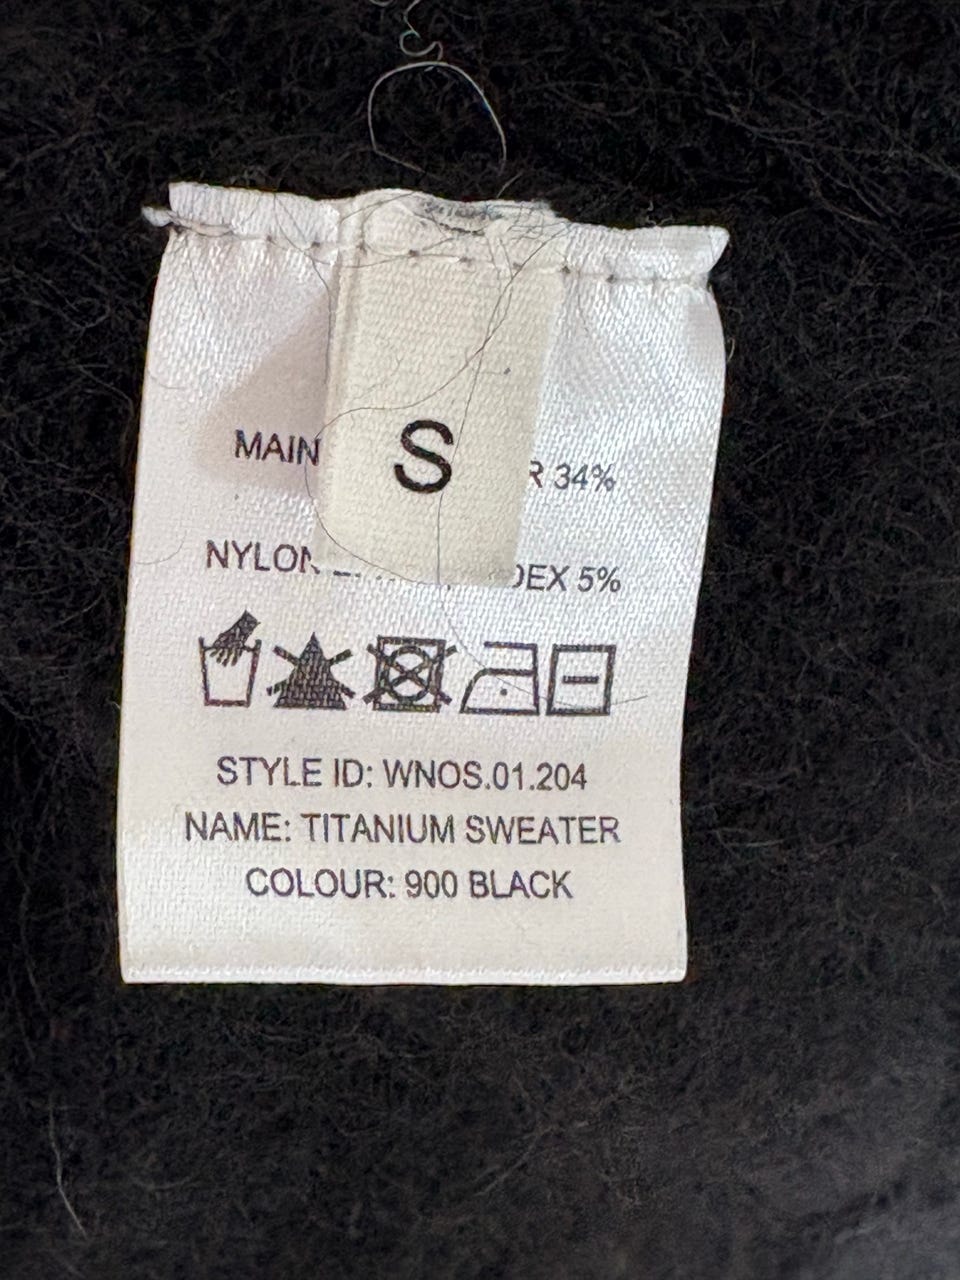 S
MAIN R 34%
NYLON DEX 5%
STYLE ID: WNOS.01.204
NAME: TITANIUM SWEATER
COLOUR: 900 BLACK